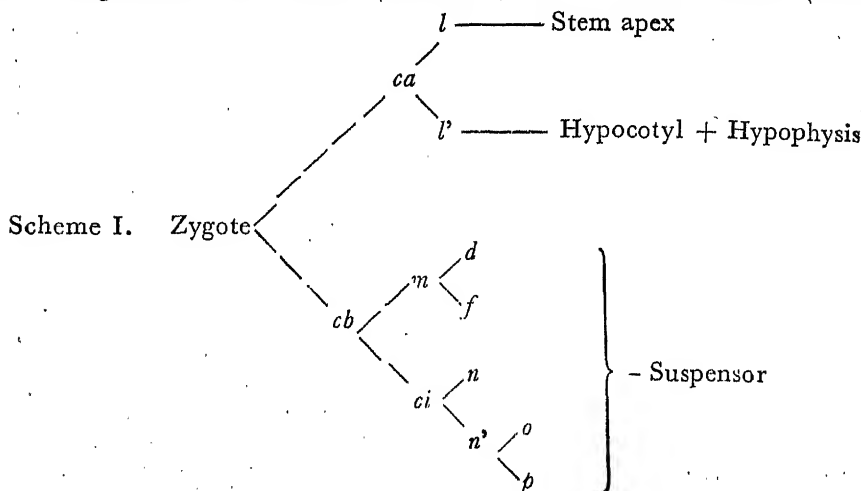 l — Stem apex
ca
l' — Hypocotyl + Hypophysis
Scheme I. Zygote
d
m
f
cb
- Suspensor
n
ci
o
n'
p